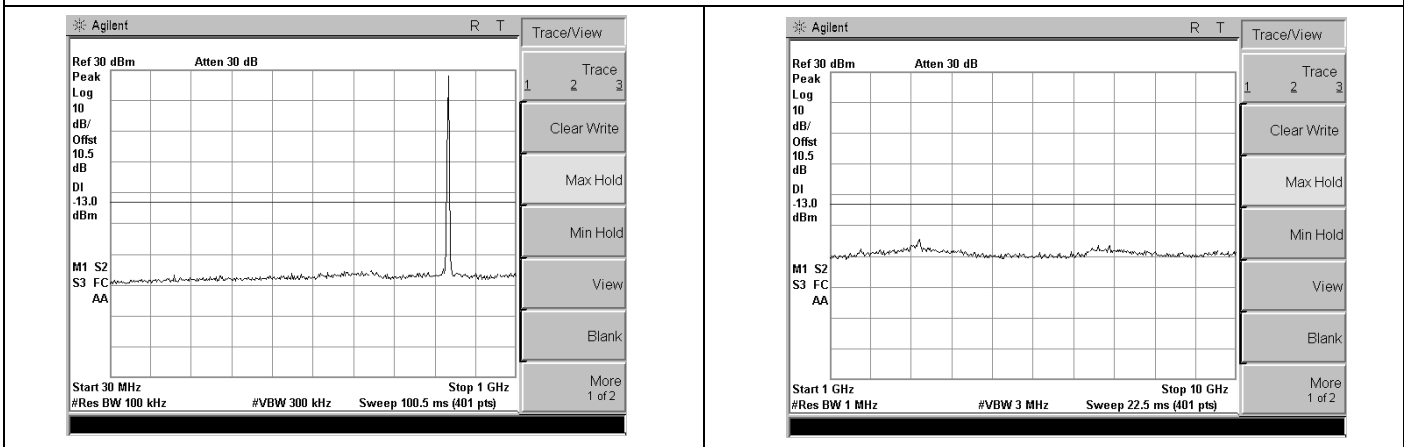 Agilent R T
Trace/View
Ref 30 dBm Atten 30 dB
Peak
Log
10
dB/
Offst
10.5
dB
DI
-13.0
dBm
M1 S2
S3 FC
AA
Start 30 MHz Stop 1 GHz
#Res BW 100 kHz #VBW 300 kHz Sweep 100.5 ms (401 pts)
Trace
1 2 3
Clear Write
Max Hold
Min Hold
View
Blank
More
1 of 2
Agilent R T
Trace/View
Ref 30 dBm Atten 30 dB
Peak
Log
10
dB/
Offst
10.5
dB
DI
-13.0
dBm
M1 S2
S3 FC
AA
Start 1 GHz Stop 10 GHz
#Res BW 1 MHz #VBW 3 MHz Sweep 22.5 ms (401 pts)
Trace
1 2 3
Clear Write
Max Hold
Min Hold
View
Blank
More
1 of 2